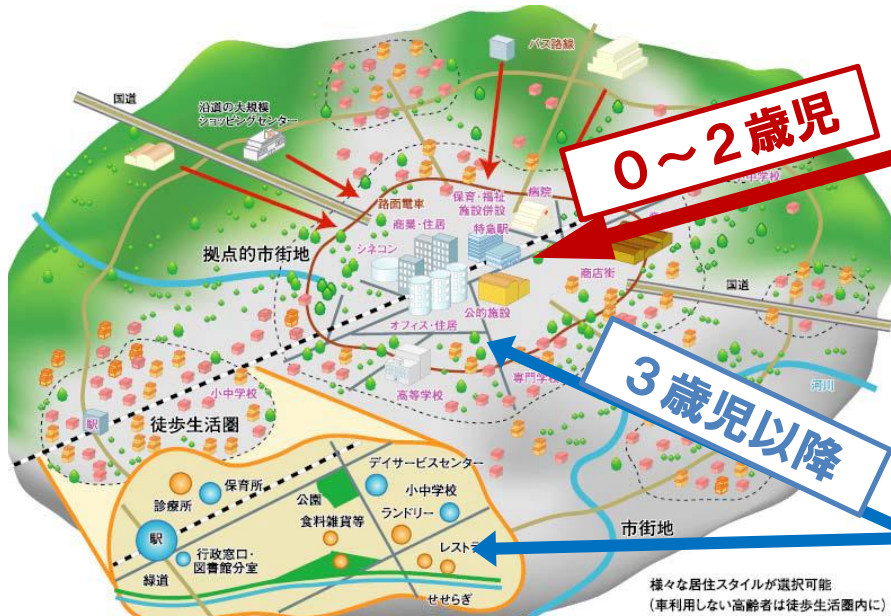 バス路線
国道
沿道の大規模
ショッピングセンター
0~2歳児
小中学校
路面電車
保育・福祉
施設併設
病院
商業・住居
特急駅
シネコン
拠点的市街地
商店街
国道
公的施設
オフィス・住居
3歳児以降
専門学校
河川
高等学校
小中学校
駅
徒歩生活圏
デイサービスセンター
保育所
公園
小中学校
診療所
食料雑貨等
ランドリー
駅
行政窓口・
図書館分室
市街地
緑道
せせらぎ
様々な居住スタイルが選択可能
(車利用しない高齢者は徒歩生活圏内に)